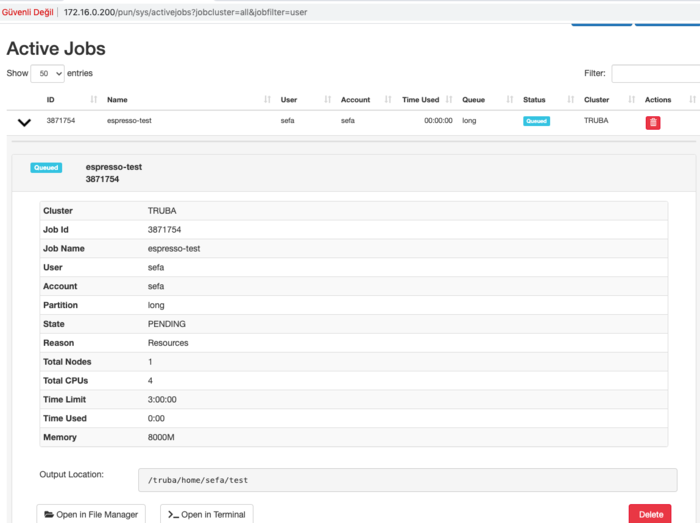 Güvenli Değil | 172.16.0.200/pun/sys/activejobs?jobcluster=all&jobfilter=user
Active Jobs
Show 50 entries Filter:
ID Name User Account Time Used Queue Status Cluster Actions
3871754 espresso-test sefa sefa 00:00:00 long Queued TRUBA
Queued espresso-test
3871754
Cluster TRUBA
Job Id 3871754
Job Name espresso-test
User sefa
Account sefa
Partition long
State PENDING
Reason Resources
Total Nodes 1
Total CPUs 4
Time Limit 3:00:00
Time Used 0:00
Memory 8000M
Output Location: /truba/home/sefa/test
Open in File Manager >_ Open in Terminal Delete